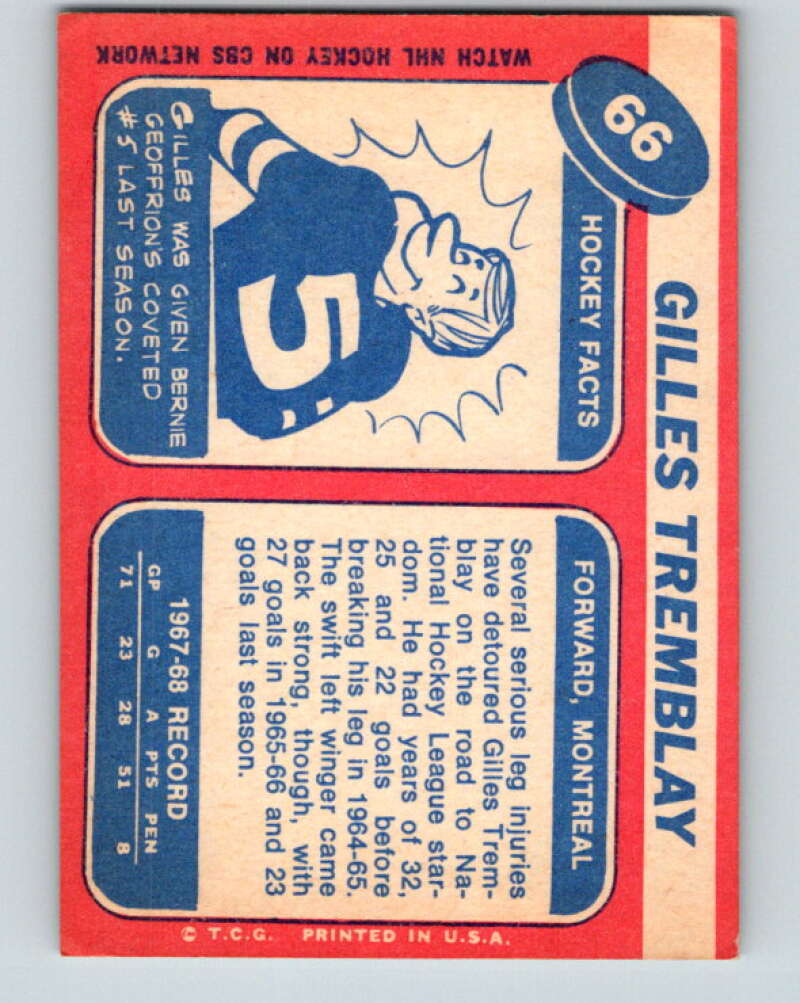 66
GILLES TREMBLAY
HOCKEY FACTS
5
GILLES WAS GIVEN BERNIE
GEOFFRION'S COVETED
#5 LAST SEASON.
WATCH NHL HOCKEY ON CBS NETWORK
FORWARD, MONTREAL
Several serious leg injuries
have detoured Gilles Trem-
blay on the road to Na-
tional Hockey League star-
dom. He had years of 32,
25 and 22 goals before
breaking his leg in 1964-65.
The swift left winger came
back strong, though, with
27 goals in 1965-66 and 23
goals last season.
1967-68 RECORD
GP G A PTS PEN
71 23 28 51 8
© T.C.G. PRINTED IN U.S.A.